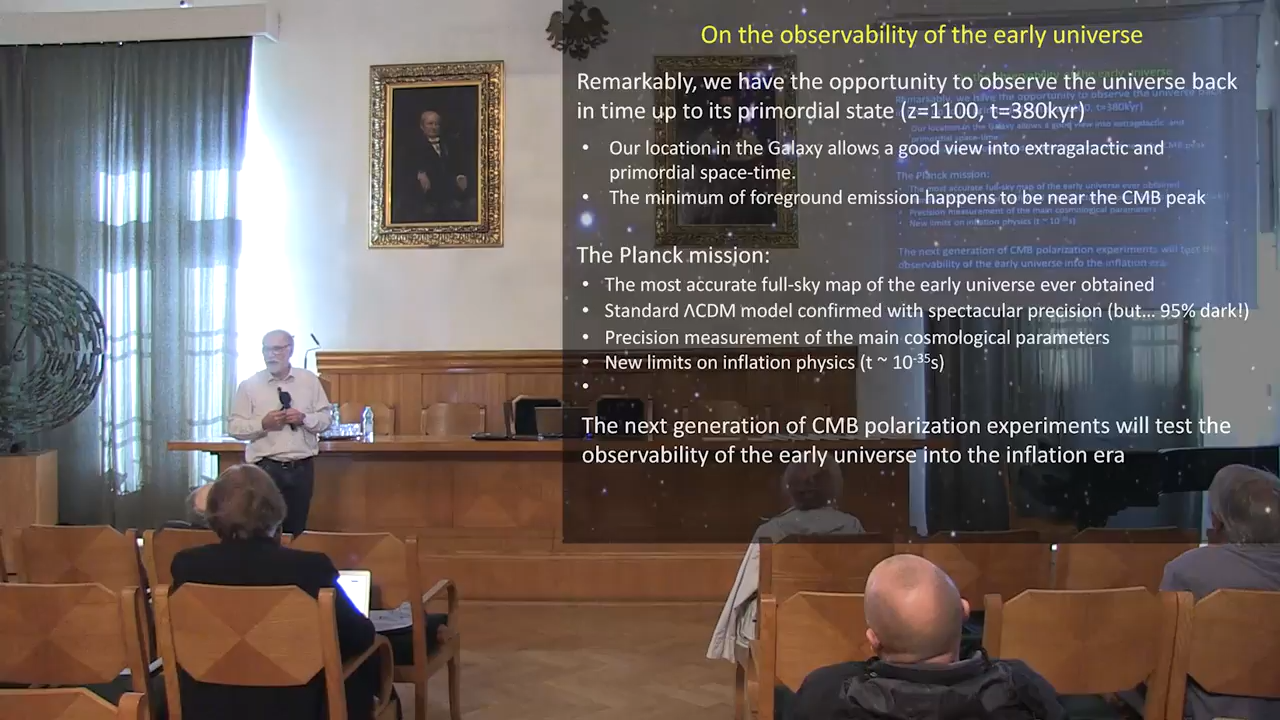 On the observability of the early universe
Remarkably, we have the opportunity to observe the universe back
in time up to its primordial state (z=1100, t=380kyr)
• Our location in the Galaxy allows a good view into extragalactic and
primordial space-time.
• The minimum of foreground emission happens to be near the CMB peak
The Planck mission:
• The most accurate full-sky map of the early universe ever obtained
• Standard ΛCDM model confirmed with spectacular precision (but... 95% dark!)
• Precision measurement of the main cosmological parameters
• New limits on inflation physics (t ~ 10⁻³⁵s)
•
The next generation of CMB polarization experiments will test the
observability of the early universe into the inflation era